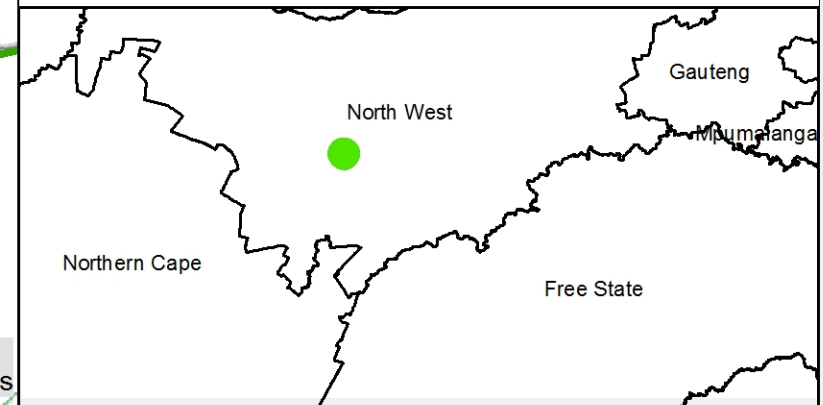 Gauteng
North West
Mpumalanga
Northern Cape
Free State
s